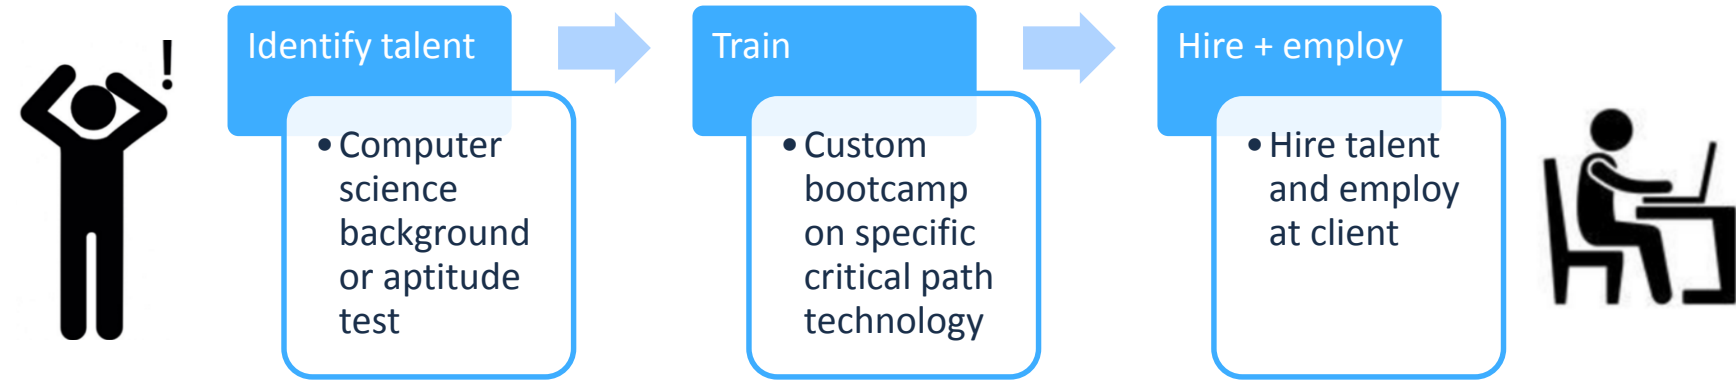 !
Identify talent
• Computer
science
background
or aptitude
test
Train
• Custom
bootcamp
on specific
critical path
technology
Hire + employ
• Hire talent
and employ
at client